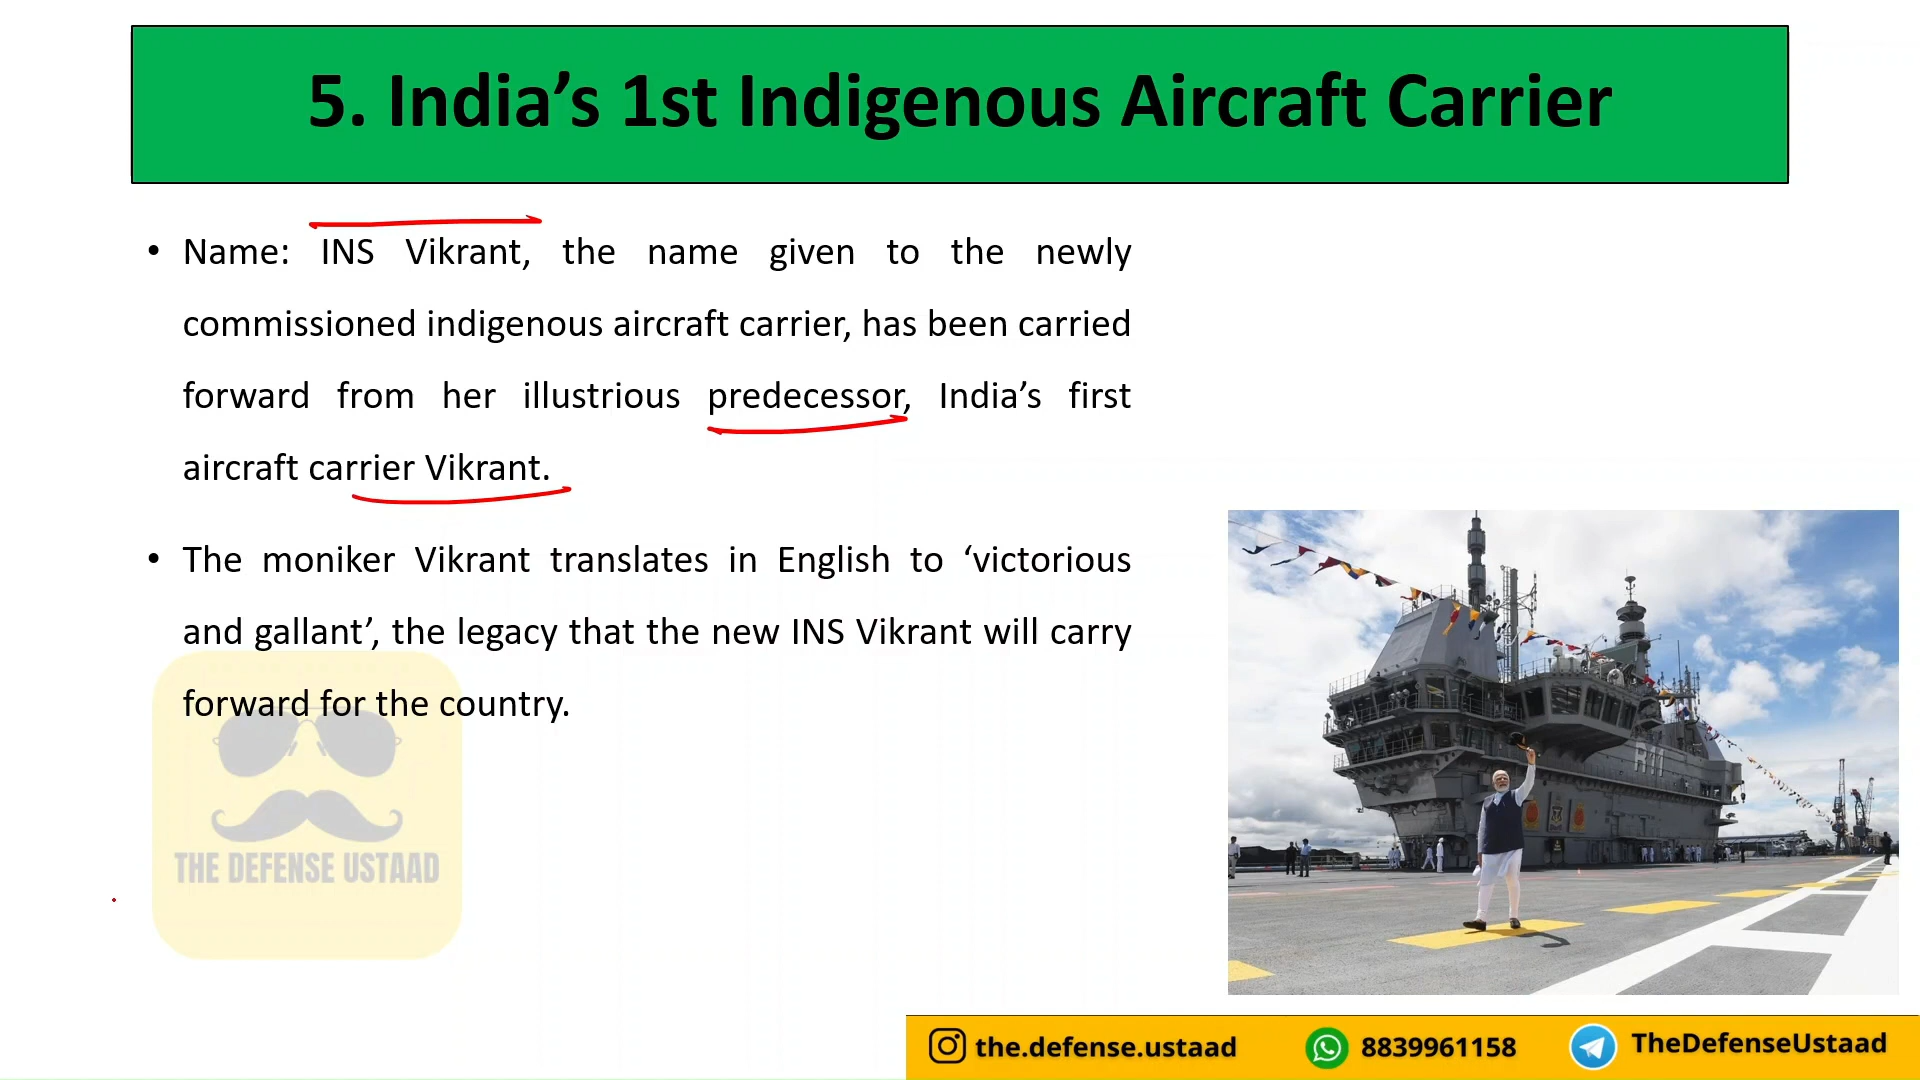 5. India’s 1st Indigenous Aircraft Carrier
• Name: INS Vikrant, the name given to the newly
commissioned indigenous aircraft carrier, has been carried
forward from her illustrious predecessor, India’s first
aircraft carrier Vikrant.
• The moniker Vikrant translates in English to ‘victorious
and gallant’, the legacy that the new INS Vikrant will carry
forward for the country.
THE DEFENSE USTAAD
R11
the.defense.ustaad
8839961158
TheDefenseUstaad